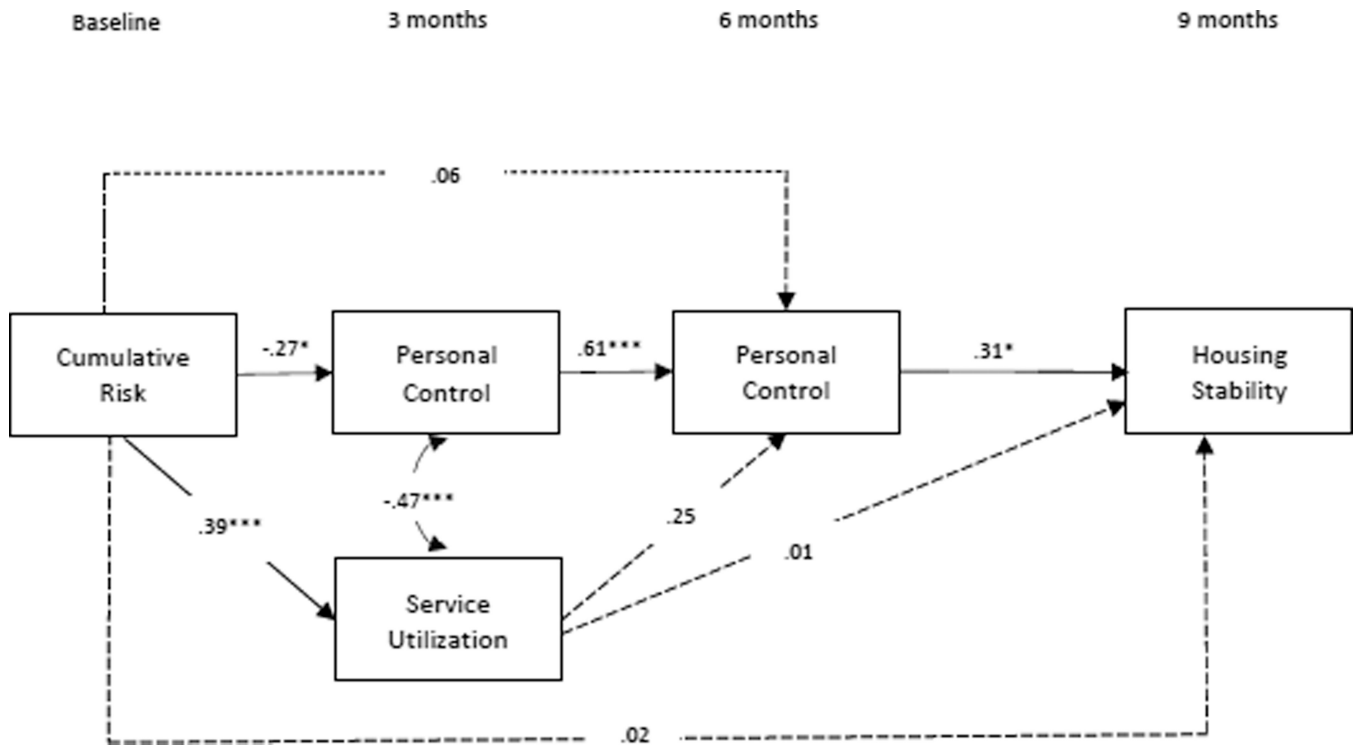 Baseline 3 months 6 months 9 months
.06
Cumulative
Risk
-.27*
Personal
Control
.61***
Personal
Control
.31*
Housing
Stability
-.47***
.39***
.25
.01
Service
Utilization
.02